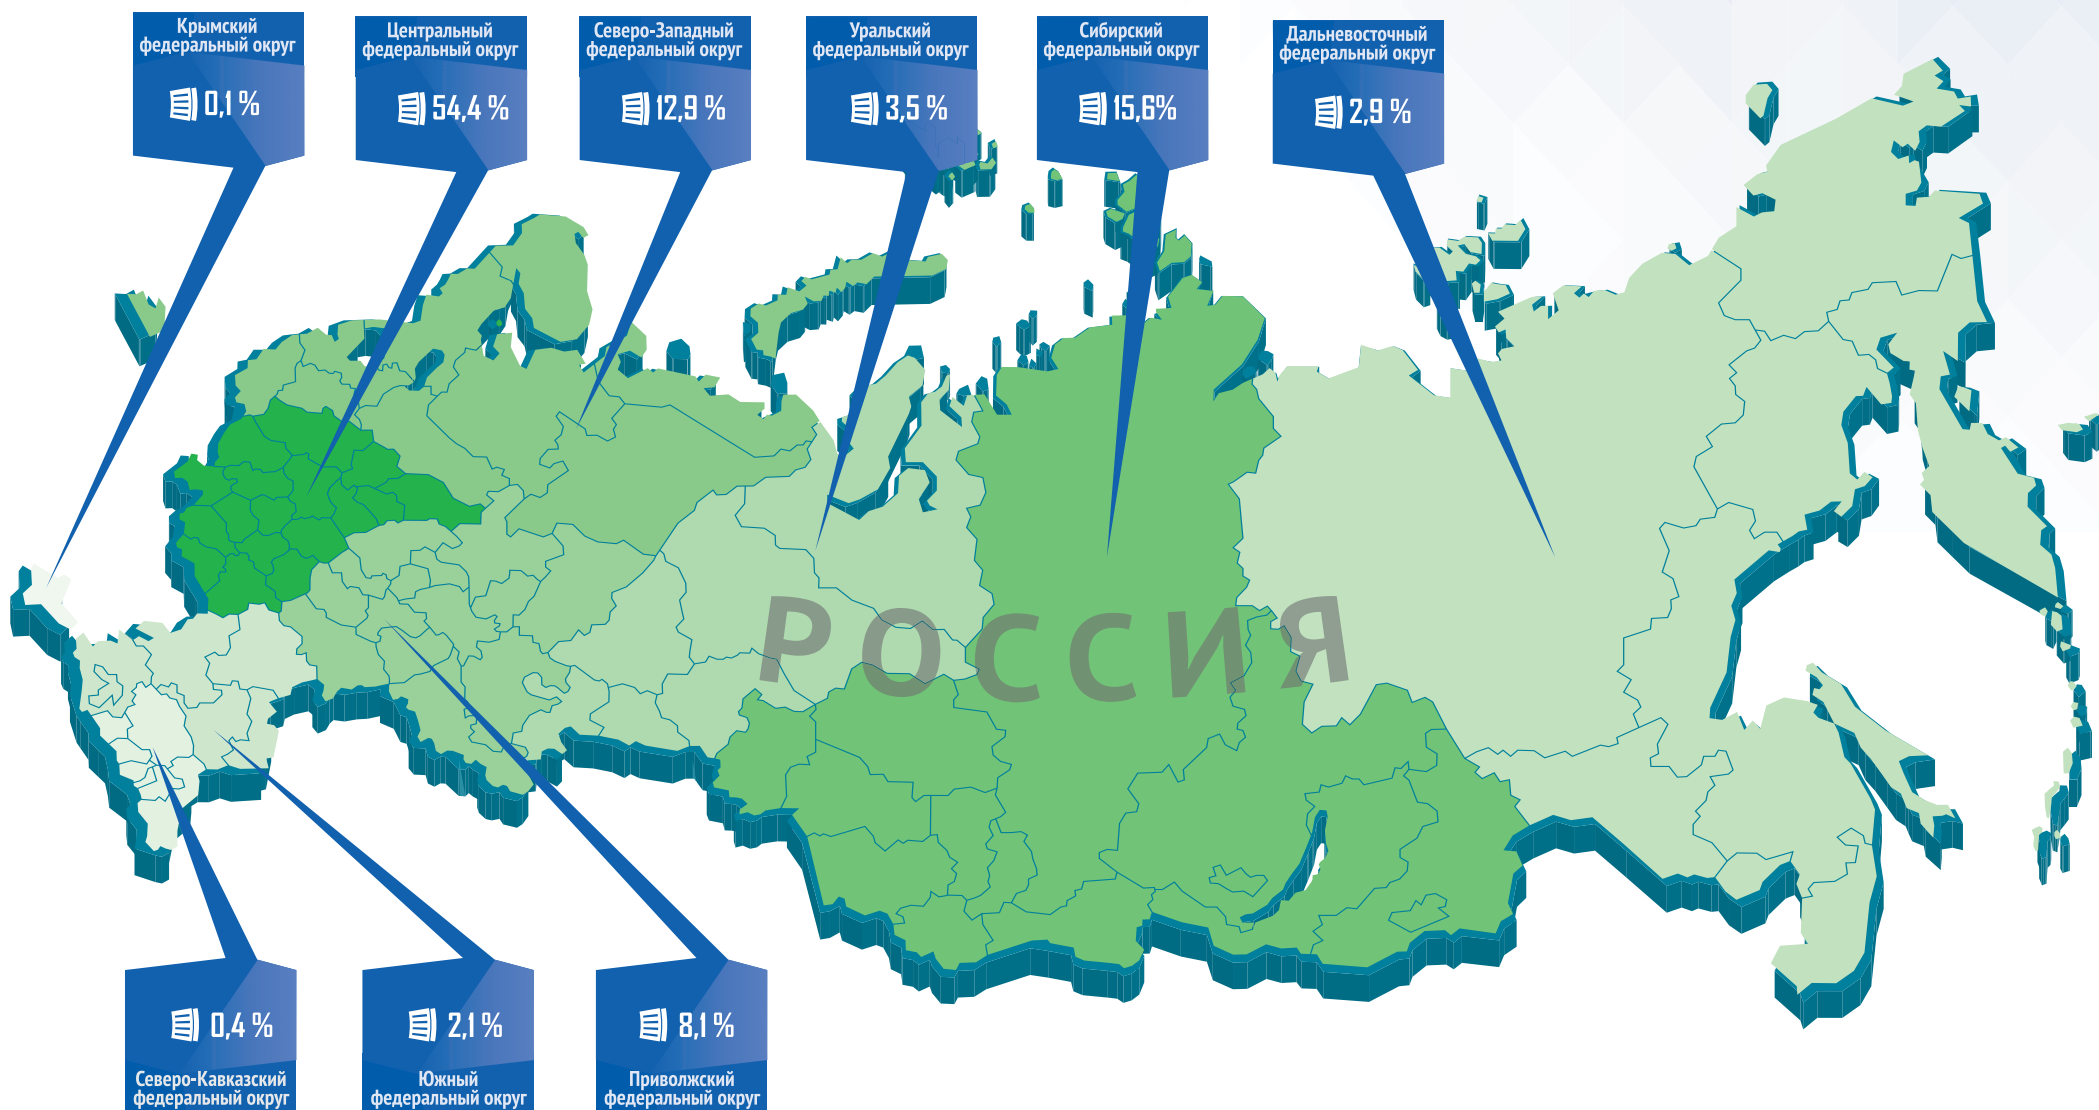 Крымский
федеральный округ
0,1 %
Центральный
федеральный округ
54,4 %
Северо-Западный
федеральный округ
12,9 %
Уральский
федеральный округ
3,5 %
Сибирский
федеральный округ
15,6%
Дальневосточный
федеральный округ
2,9 %
РОССИЯ
0,4 %
Северо-Кавказский
федеральный округ
2,1 %
Южный
федеральный округ
8,1 %
Приволжский
федеральный округ